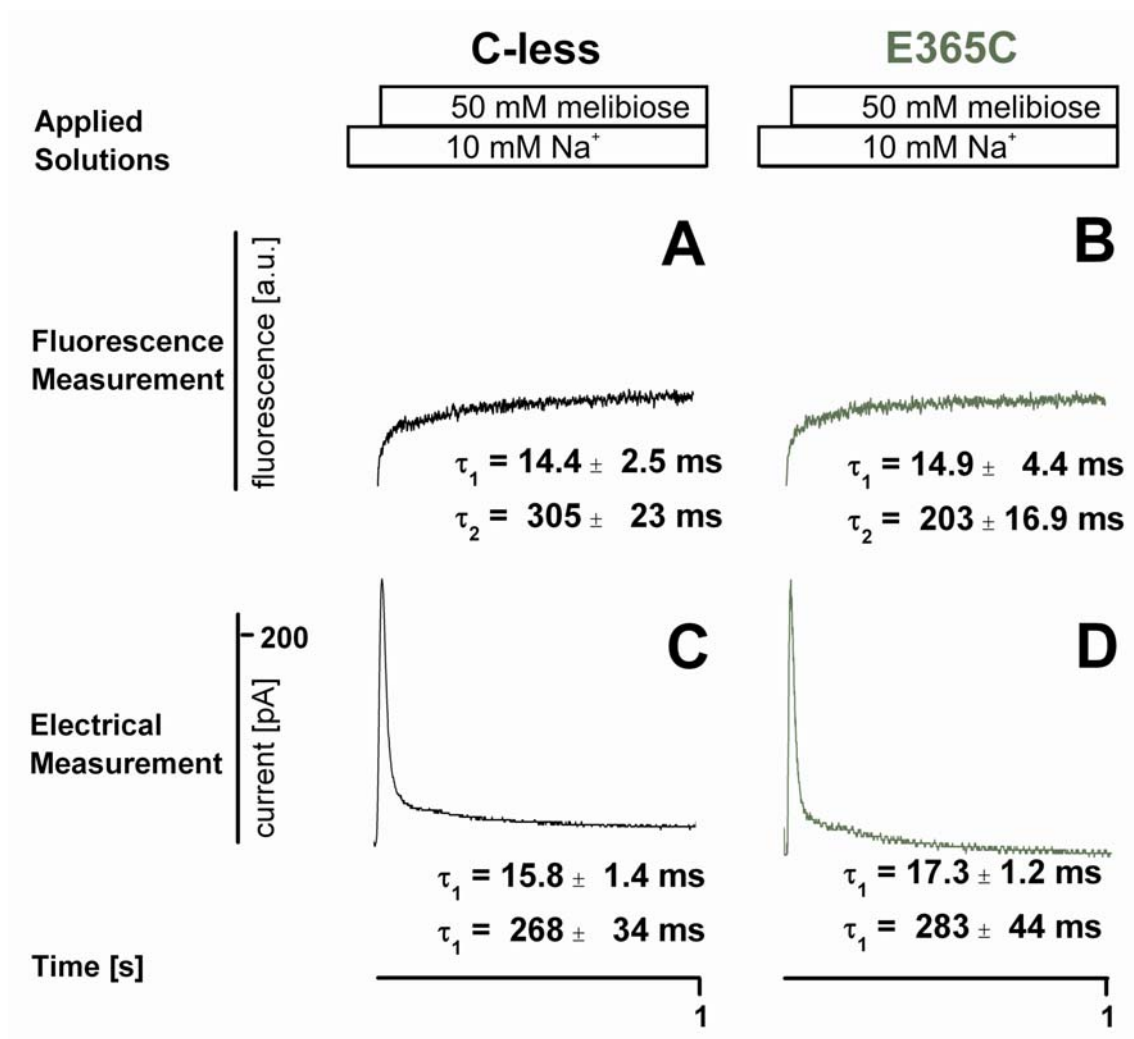 C-less
E365C
Applied
Solutions
50 mM melibiose
10 mM Na⁺
50 mM melibiose
10 mM Na⁺
A
B
Fluorescence
Measurement
fluorescence [a.u.]
τ₁ = 14.4 ± 2.5 ms
τ₂ = 305 ± 23 ms
τ₁ = 14.9 ± 4.4 ms
τ₂ = 203 ± 16.9 ms
C
D
200
Electrical
Measurement
current [pA]
τ₁ = 15.8 ± 1.4 ms
τ₁ = 268 ± 34 ms
τ₁ = 17.3 ± 1.2 ms
τ₁ = 283 ± 44 ms
Time [s]
1
1